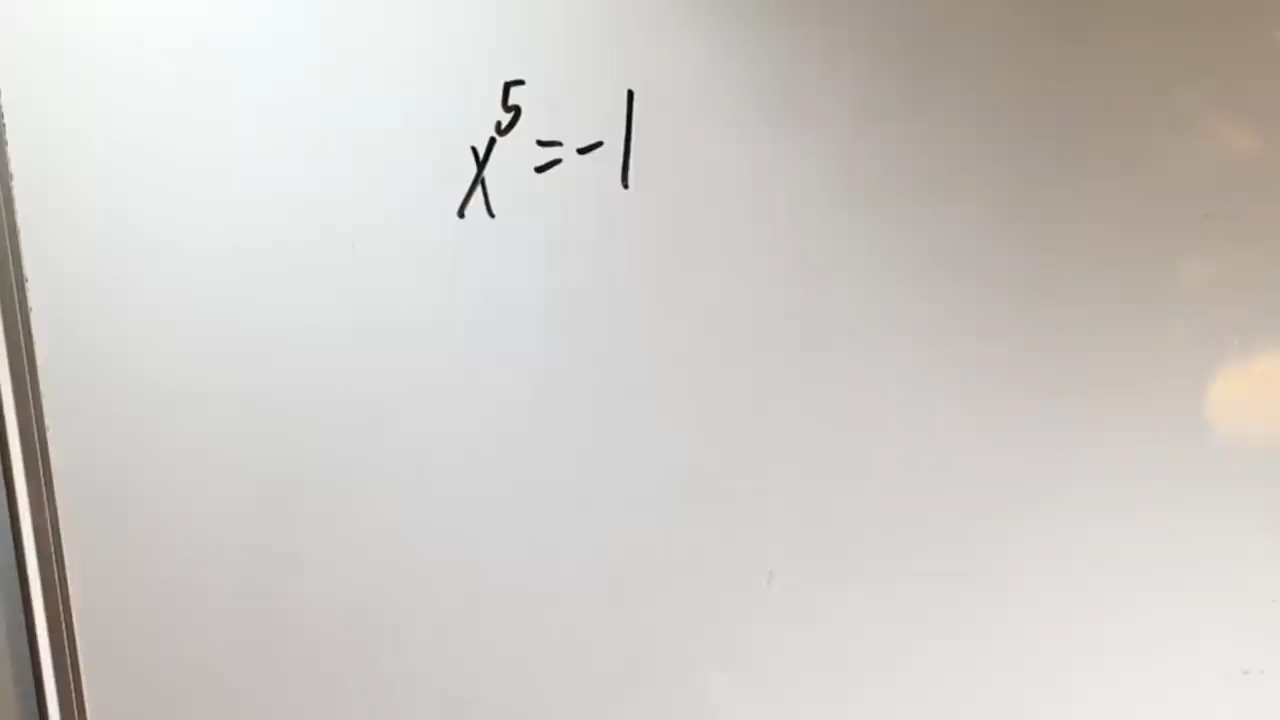 x⁵ = -1